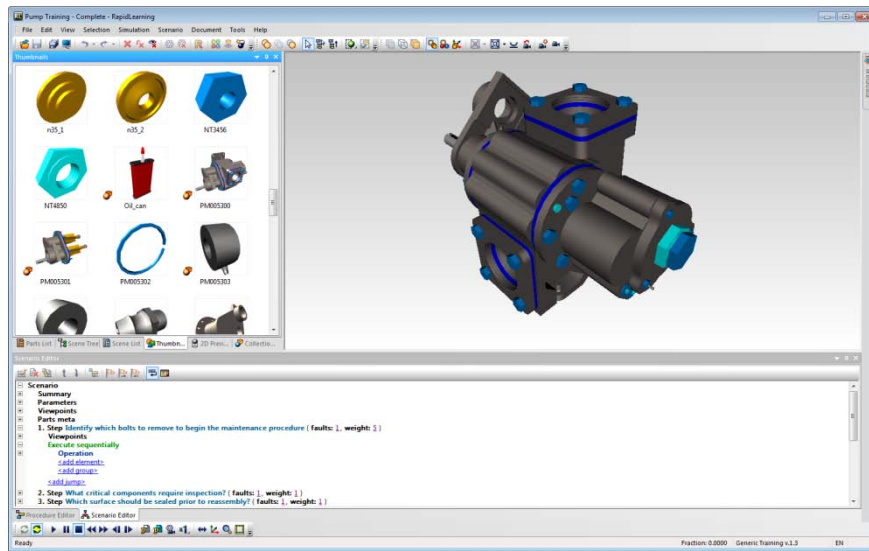 Pump Training - Complete - RapidLearning
File Edit View Selection Simulation Scenario Document Tools Help
Thumbnails
n35_1 n35_2 NT3456
NT4850 Oil_can PM005300
PM005301 PM005302 PM005303
Parts List Scene Tree Scene List Thumbn... 2D Prev... Collectio...
Scenario Editor
Scenario
Summary
Parameters
Viewpoints
Parts meta
1. Step Identify which bolts to remove to begin the maintenance procedure ( faults: 1, weight: 5 )
Viewpoints
Execute sequentially
Operation
<add element>
<add group>
<add jump>
2. Step What critical components require inspection? ( faults: 1, weight: 1 )
3. Step Which surface should be sealed prior to reassembly? ( faults: 1, weight: 1 )
Procedure Editor Scenario Editor
x1
Ready Fraction: 0.0000 Generic Training v.1.3 EN